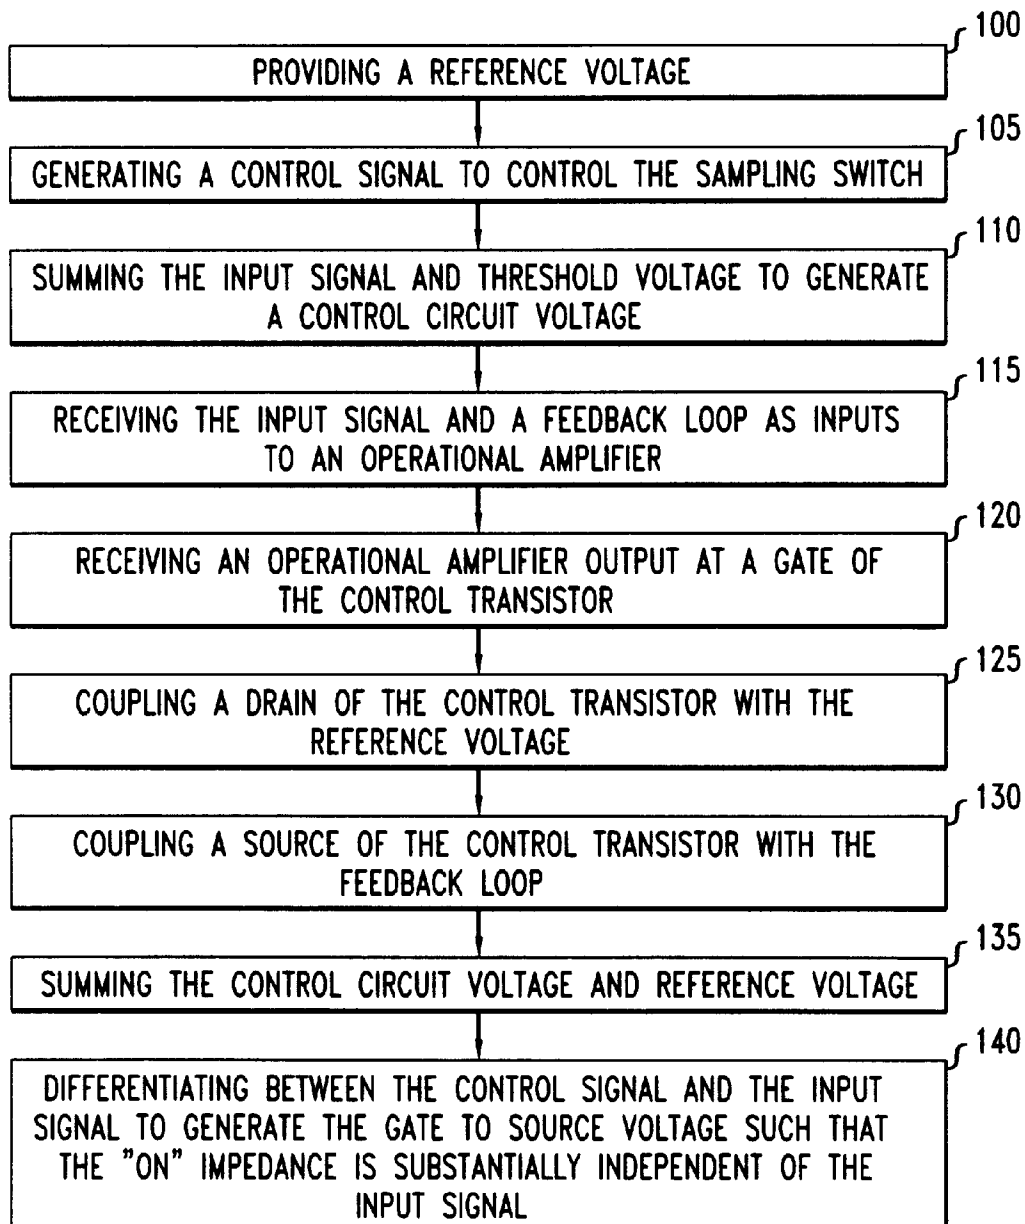 100
PROVIDING A REFERENCE VOLTAGE
105
GENERATING A CONTROL SIGNAL TO CONTROL THE SAMPLING SWITCH
110
SUMMING THE INPUT SIGNAL AND THRESHOLD VOLTAGE TO GENERATE
A CONTROL CIRCUIT VOLTAGE
115
RECEIVING THE INPUT SIGNAL AND A FEEDBACK LOOP AS INPUTS
TO AN OPERATIONAL AMPLIFIER
120
RECEIVING AN OPERATIONAL AMPLIFIER OUTPUT AT A GATE OF
THE CONTROL TRANSISTOR
125
COUPLING A DRAIN OF THE CONTROL TRANSISTOR WITH THE
REFERENCE VOLTAGE
130
COUPLING A SOURCE OF THE CONTROL TRANSISTOR WITH THE
FEEDBACK LOOP
135
SUMMING THE CONTROL CIRCUIT VOLTAGE AND REFERENCE VOLTAGE
140
DIFFERENTIATING BETWEEN THE CONTROL SIGNAL AND THE INPUT
SIGNAL TO GENERATE THE GATE TO SOURCE VOLTAGE SUCH THAT
THE "ON" IMPEDANCE IS SUBSTANTIALLY INDEPENDENT OF THE
INPUT SIGNAL